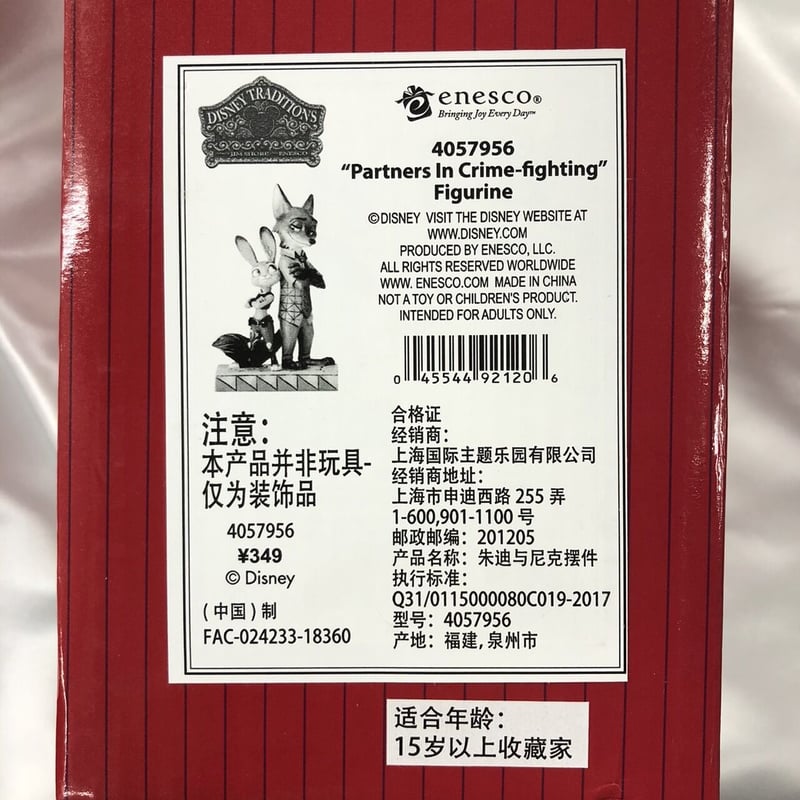 DISNEY TRADITIONS
enesco®
Bringing Joy Every Day™
4057956
“Partners In Crime-fighting”
Figurine
©DISNEY VISIT THE DISNEY WEBSITE AT
WWW.DISNEY.COM
PRODUCED BY ENESCO, LLC.
ALL RIGHTS RESERVED WORLDWIDE
WWW. ENESCO.COM MADE IN CHINA
NOT A TOY OR CHILDREN'S PRODUCT.
INTENDED FOR ADULTS ONLY.
0 45544 92120 6
注意：
本产品并非玩具-
仅为装饰品
4057956
¥349
© Disney
（中国）制
FAC-024233-18360
合格证
经销商：
上海国际主题乐园有限公司
经销商地址：
上海市申迪西路 255 弄
1-600,901-1100 号
邮政邮编：201205
产品名称：朱迪与尼克摆件
执行标准：
Q31/0115000080C019-2017
型号：4057956
产地：福建, 泉州市
适合年龄：
15岁以上收藏家